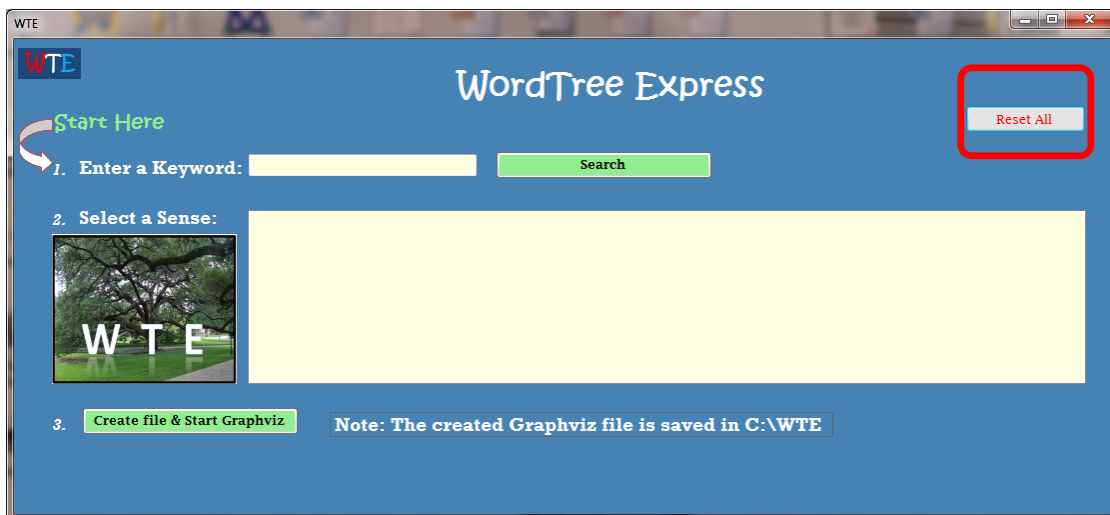 WTE
WTE
WordTree Express
Reset All
Start Here
1. Enter a Keyword:
Search
2. Select a Sense:
W T E
3. Create file & Start Graphviz
Note: The created Graphviz file is saved in C:\WTE